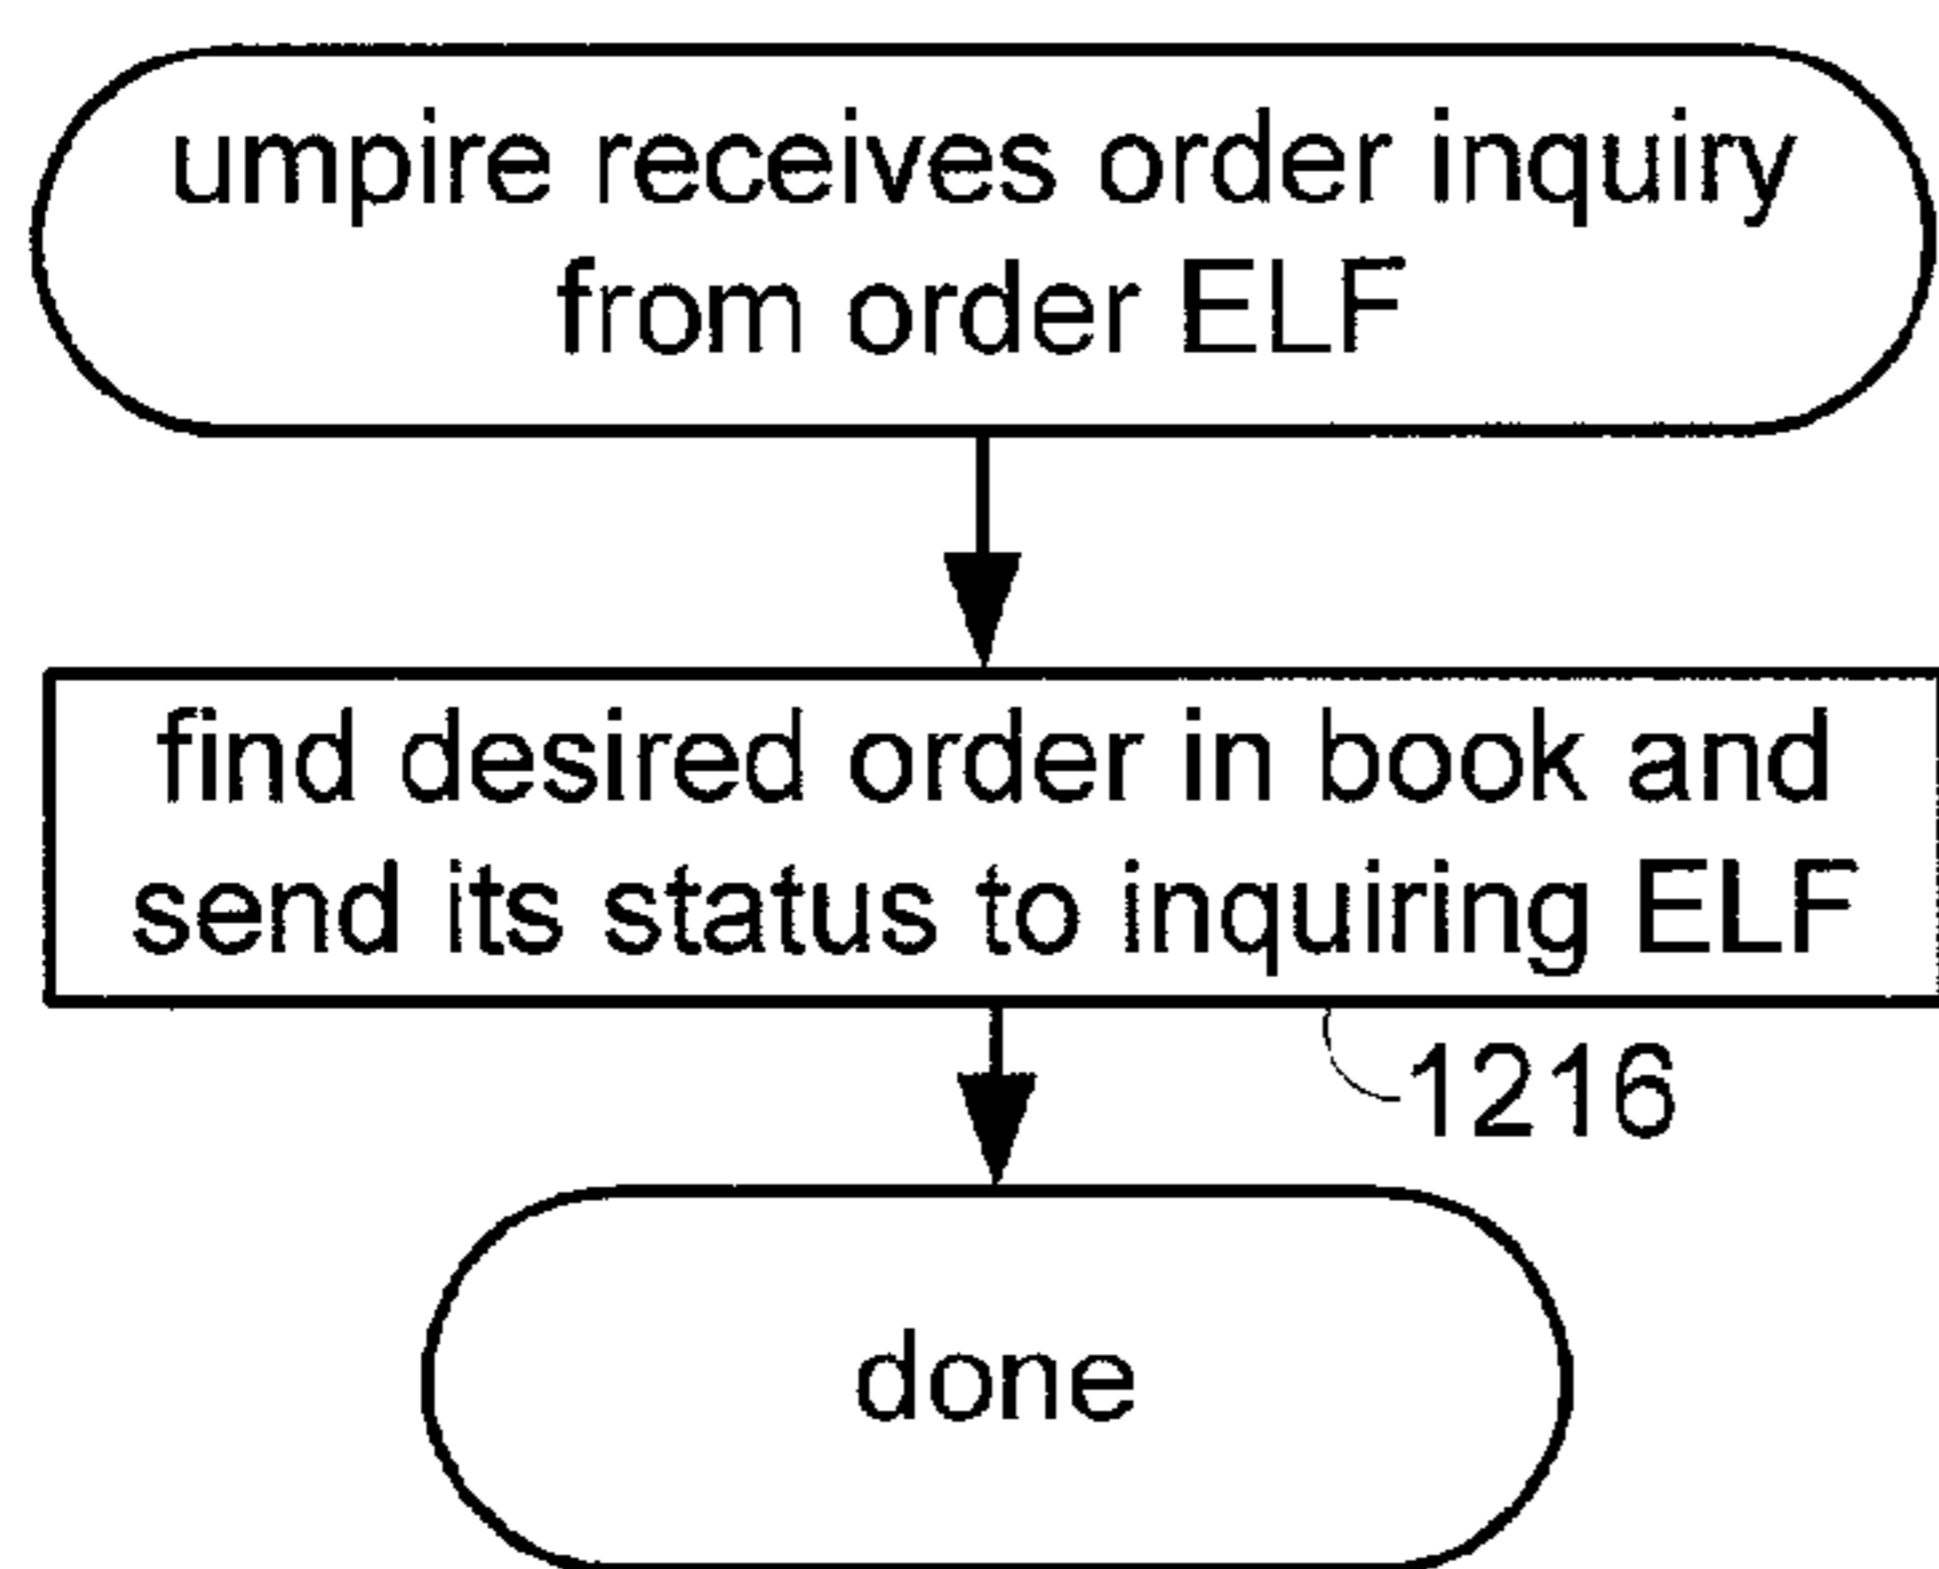 umpire receives order inquiry
from order ELF
find desired order in book and
send its status to inquiring ELF
1216
done